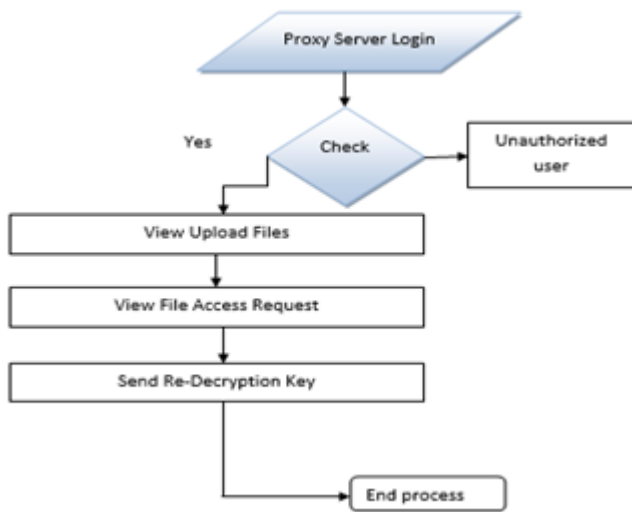 Proxy Server Login
Yes
Check
Unauthorized
user
View Upload Files
View File Access Request
Send Re-Decryption Key
End process